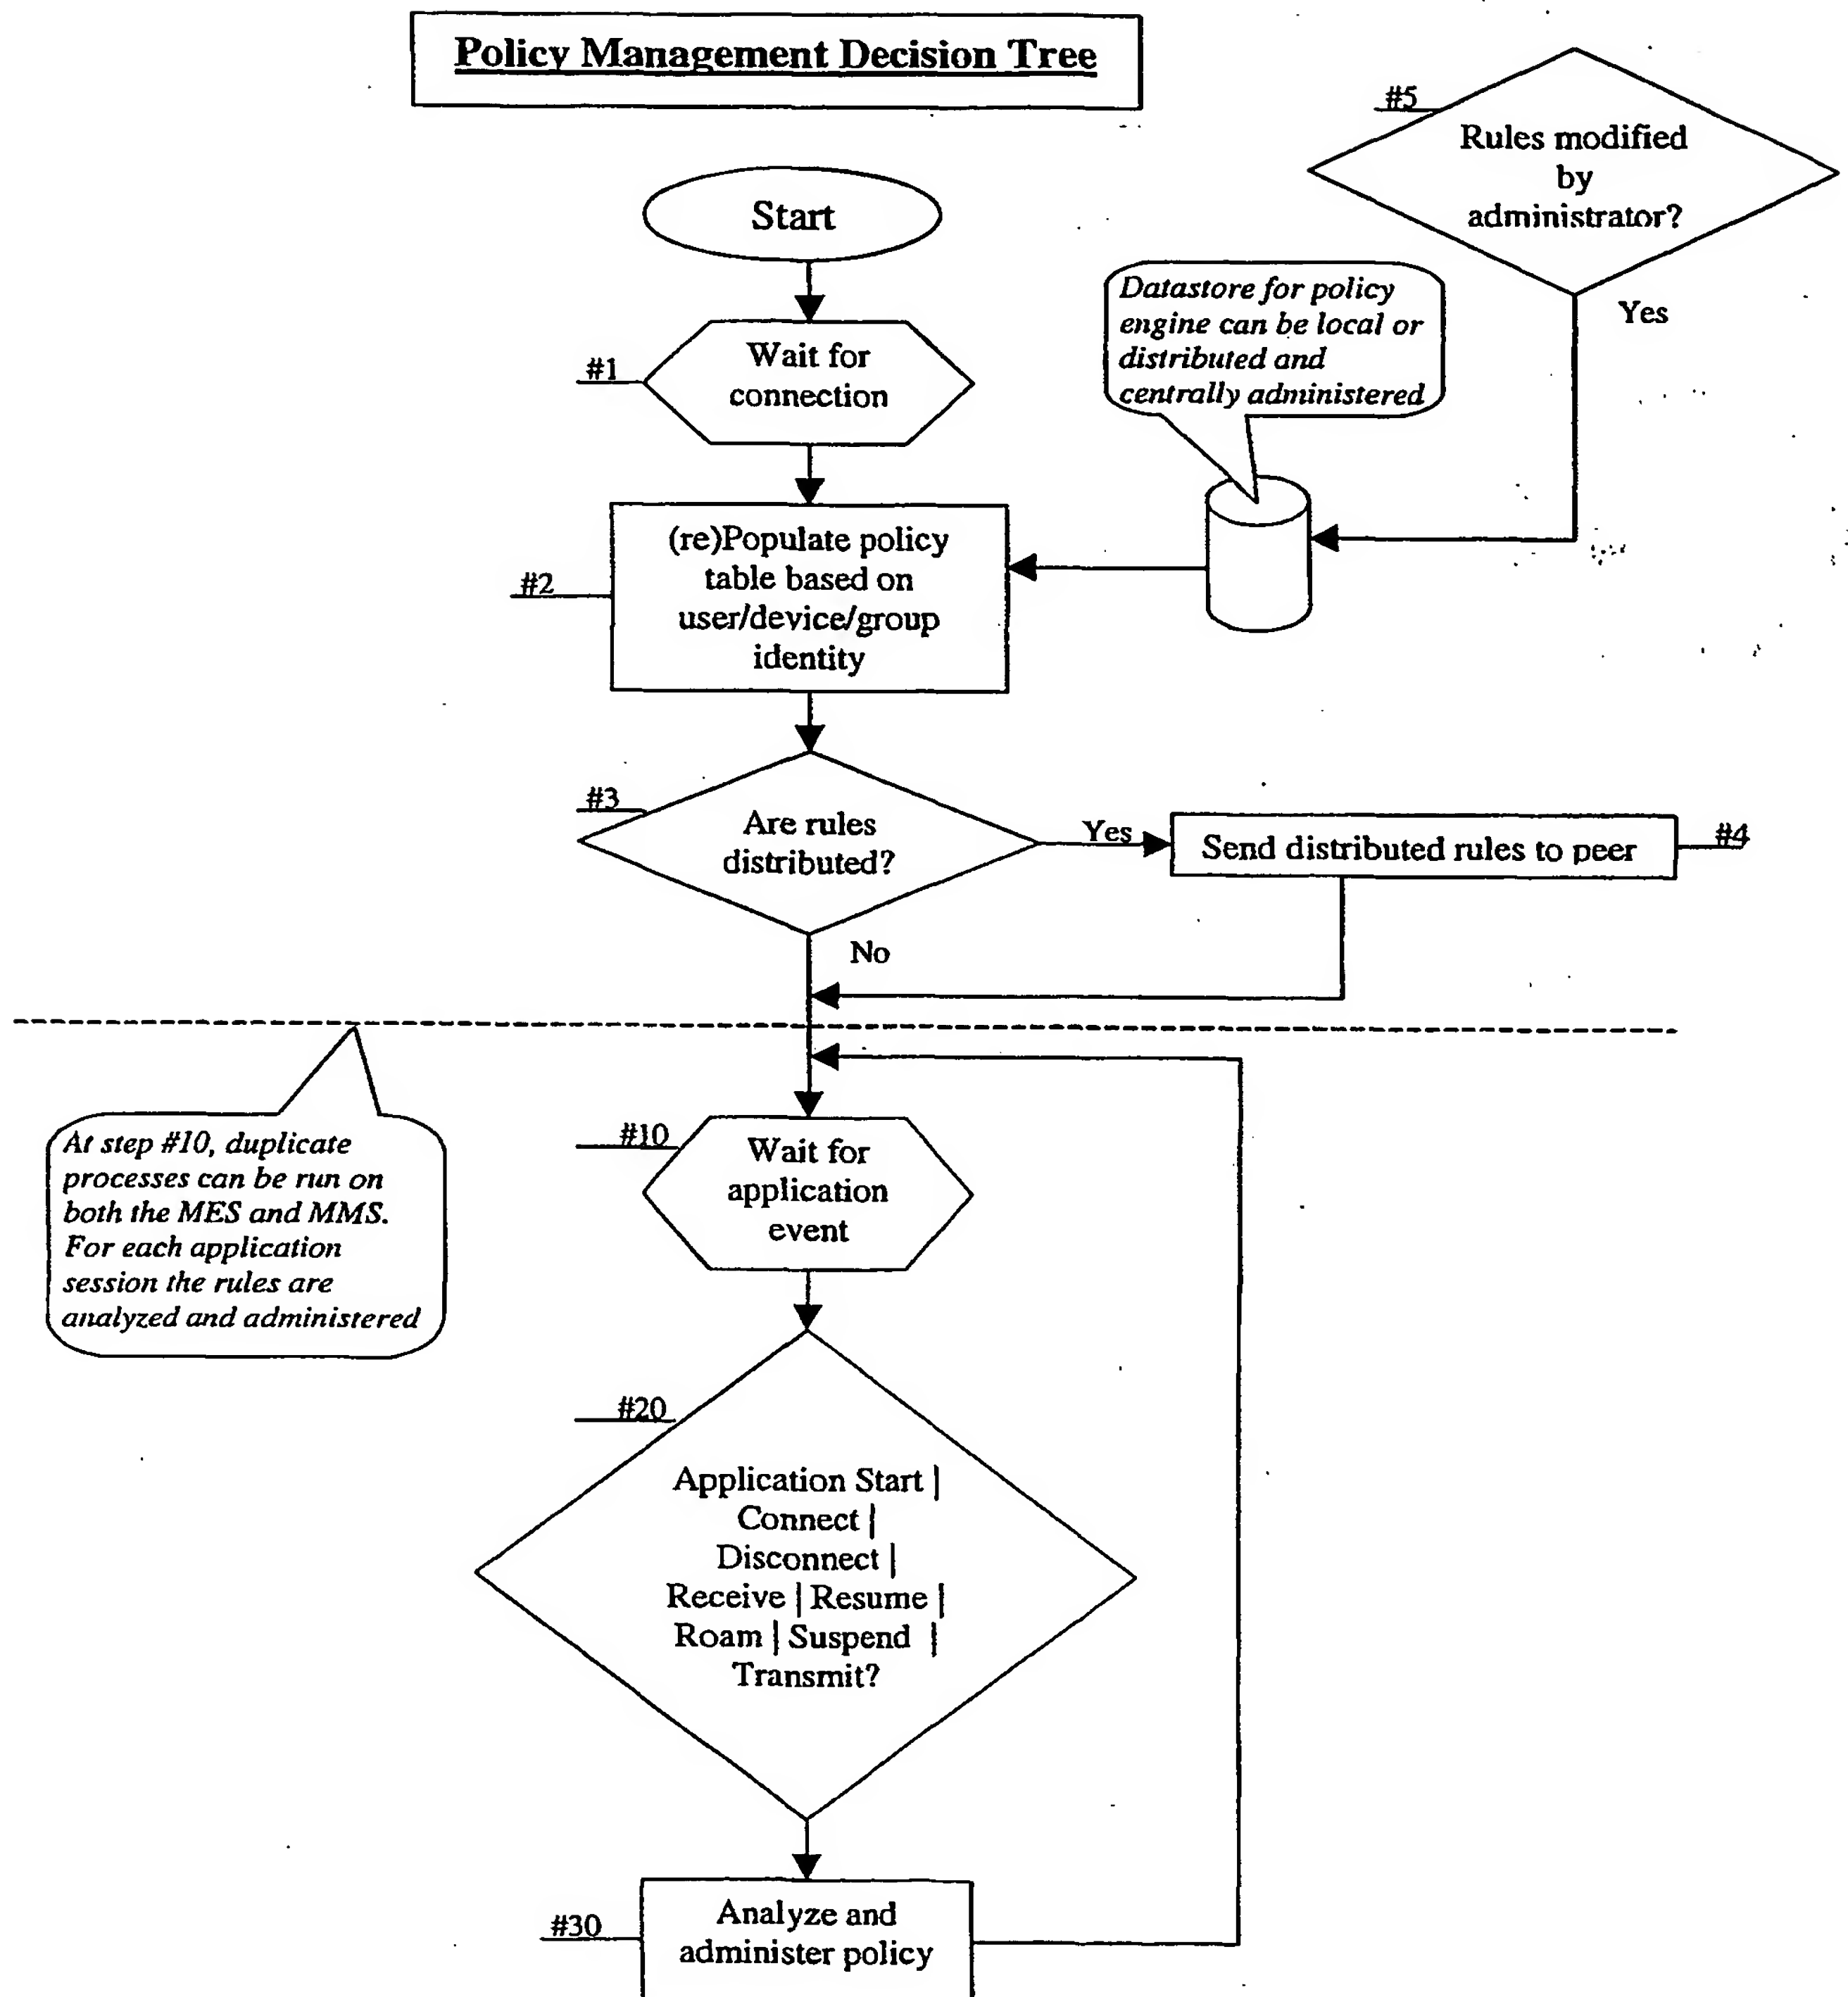 Policy Management Decision Tree
#5
Rules modified
by
administrator?
Yes
Start
Datastore for policy
engine can be local or
distributed and
centrally administered
#1
Wait for
connection
#2
(re)Populate policy
table based on
user/device/group
identity
#3
Are rules
distributed?
Yes
Send distributed rules to peer
#4
No
At step #10, duplicate
processes can be run on
both the MES and MMS.
For each application
session the rules are
analyzed and administered
#10
Wait for
application
event
#20
Application Start |
Connect |
Disconnect |
Receive | Resume |
Roam | Suspend |
Transmit?
#30
Analyze and
administer policy